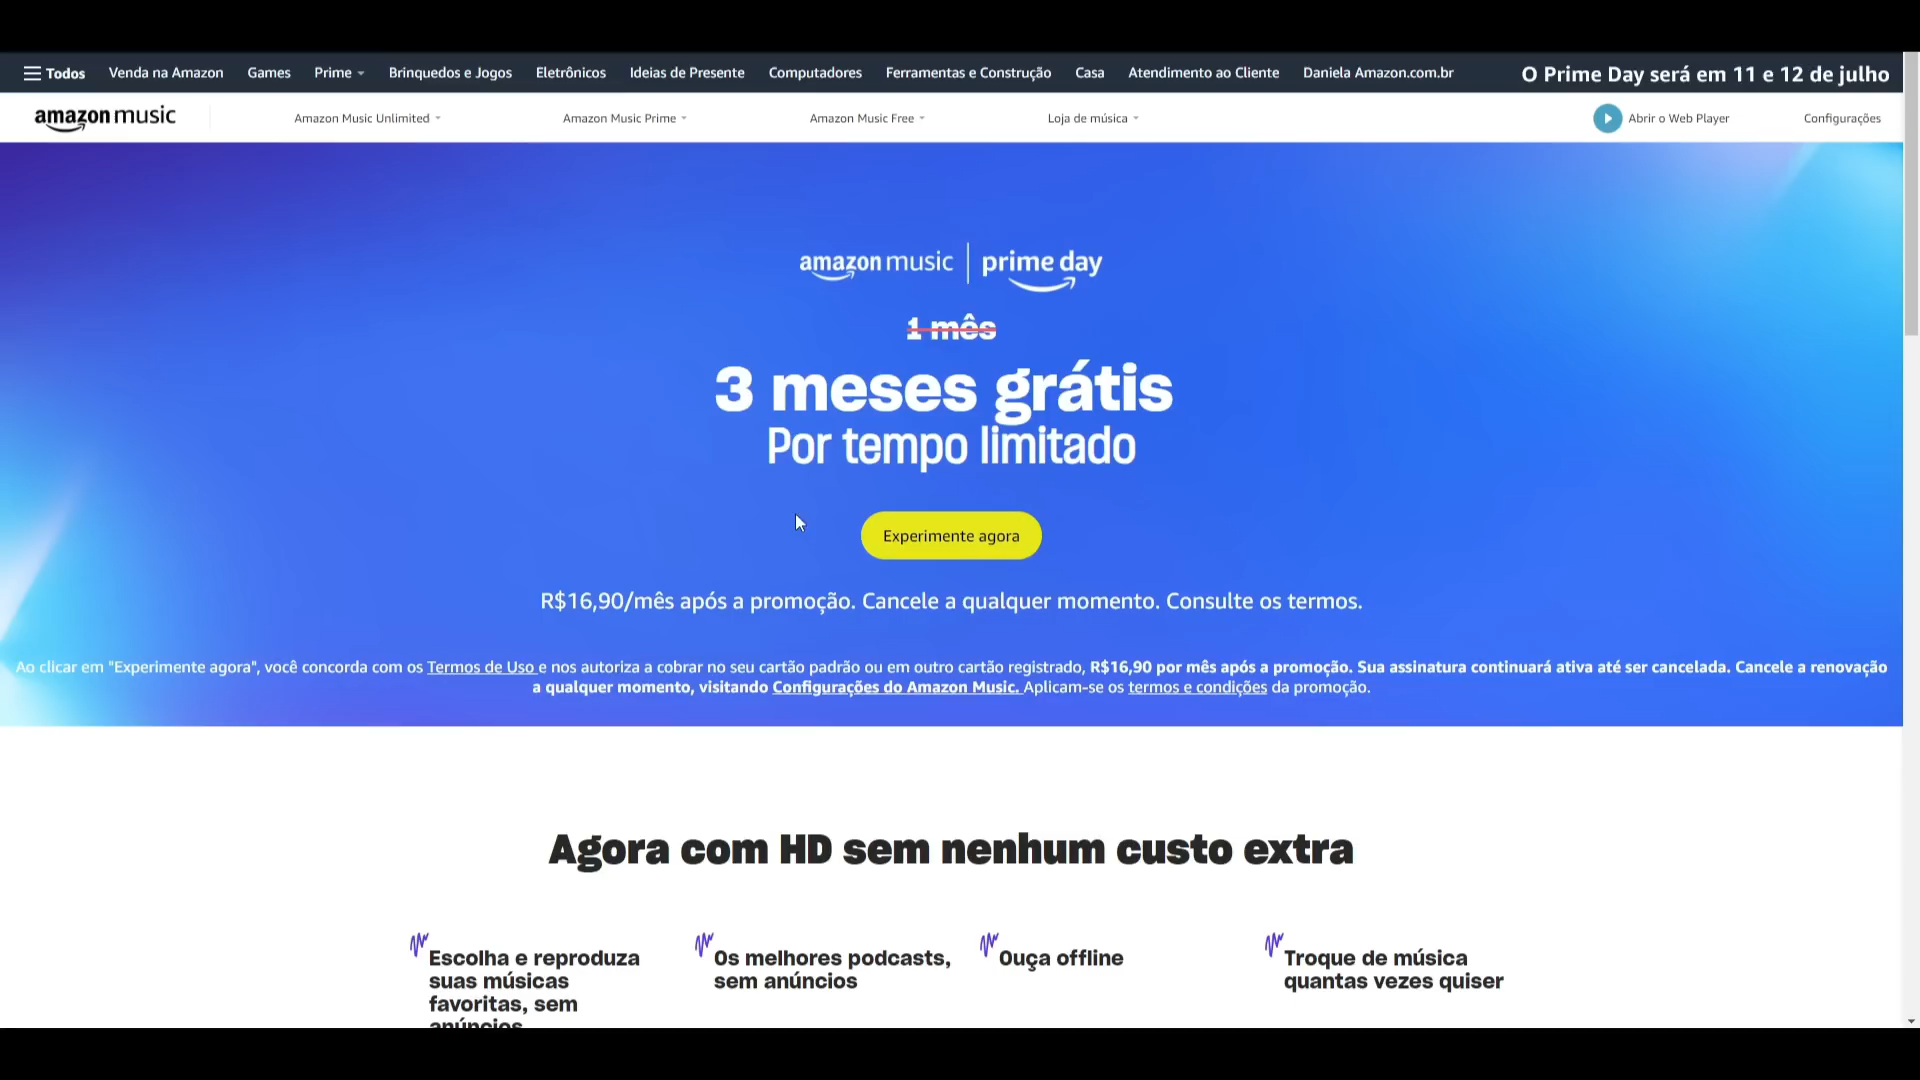 Todos Venda na Amazon Games Prime Brinquedos e Jogos Eletrônicos Ideias de Presente Computadores Ferramentas e Construção Casa Atendimento ao Cliente Daniela Amazon.com.br O Prime Day será em 11 e 12 de julho
amazon music Amazon Music Unlimited Amazon Music Prime Amazon Music Free Loja de música Abrir o Web Player Configurações
amazon music | prime day
1 mês
3 meses grátis
Por tempo limitado
Experimente agora
R$16,90/mês após a promoção. Cancele a qualquer momento. Consulte os termos.
Ao clicar em "Experimente agora", você concorda com os Termos de Uso e nos autoriza a cobrar no seu cartão padrão ou em outro cartão registrado, R$16,90 por mês após a promoção. Sua assinatura continuará ativa até ser cancelada. Cancele a renovação
a qualquer momento, visitando Configurações do Amazon Music. Aplicam-se os termos e condições da promoção.
Agora com HD sem nenhum custo extra
Escolha e reproduza
suas músicas
favoritas, sem
anúncios
Os melhores podcasts,
sem anúncios
Ouça offline
Troque de música
quantas vezes quiser